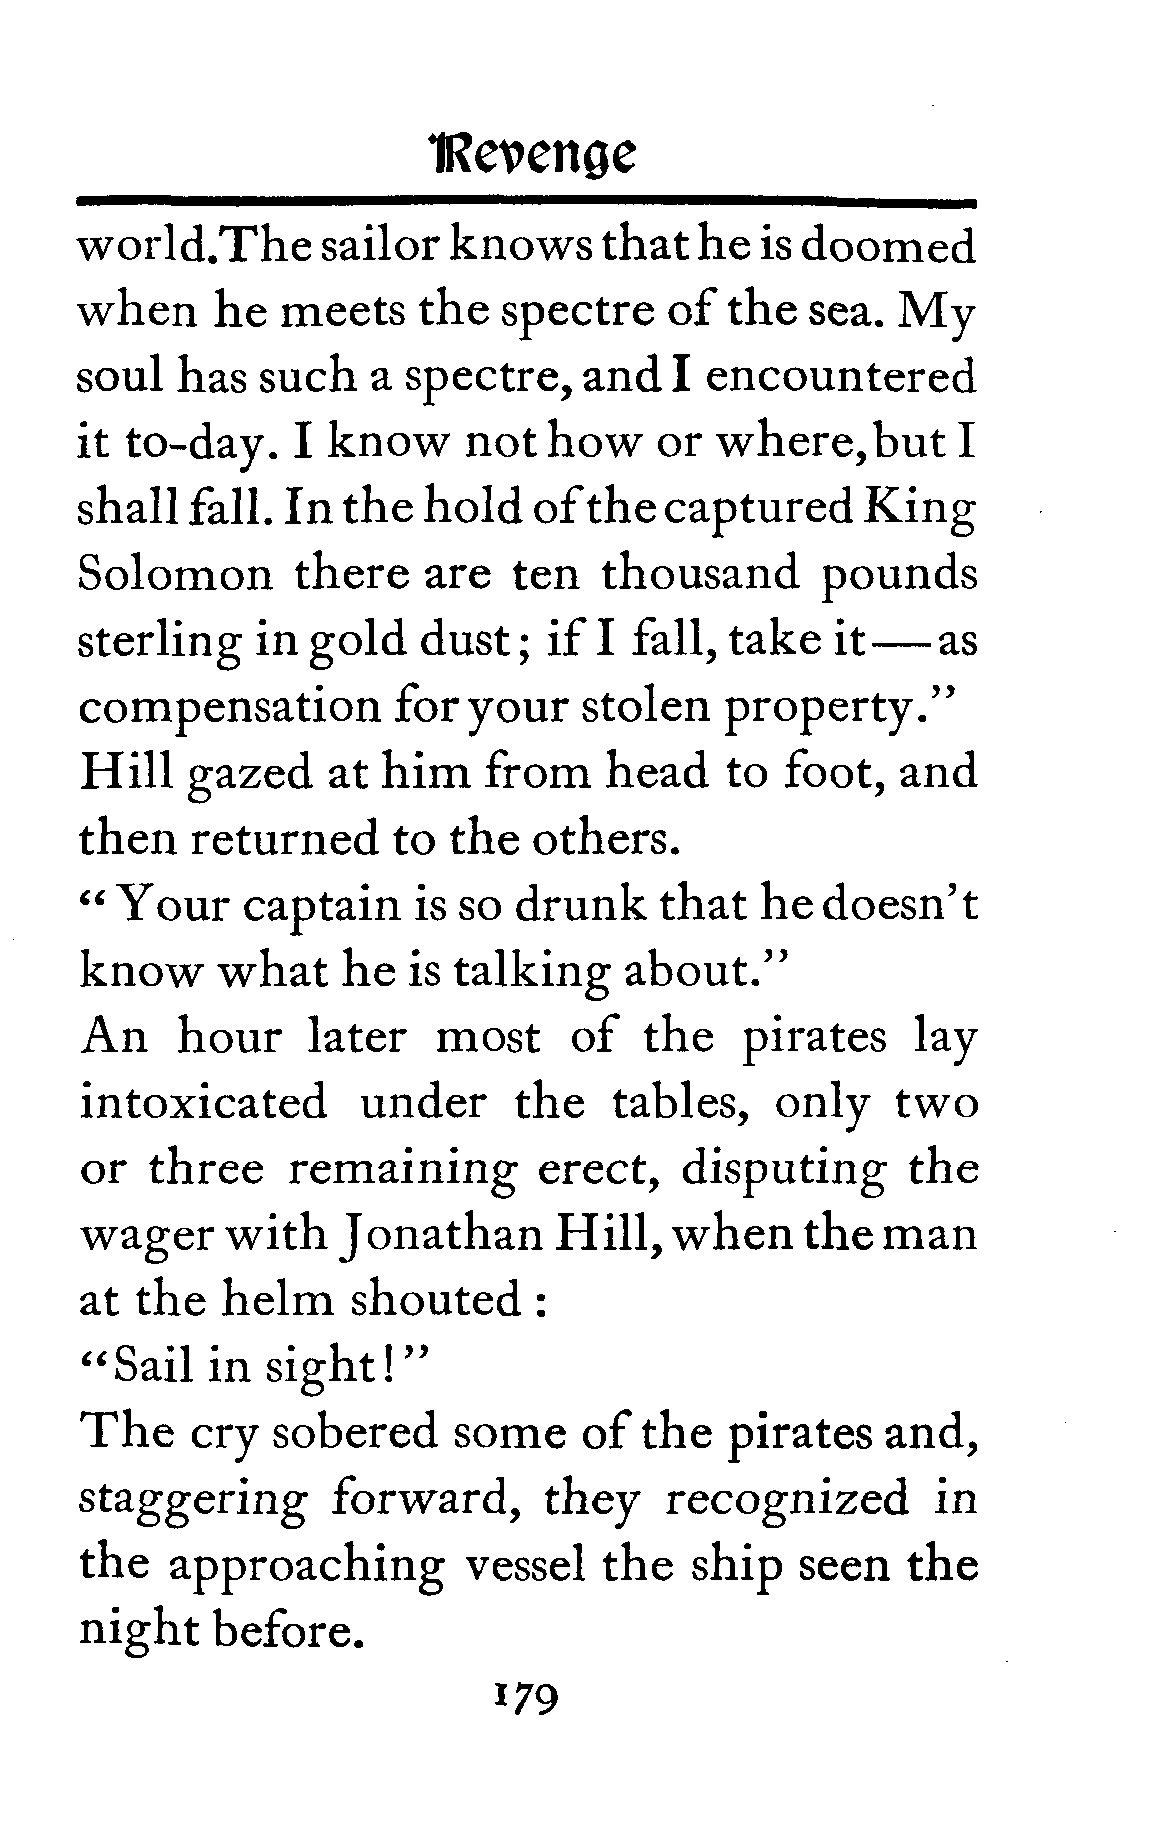 Revenge
world. The sailor knows that he is doomed
when he meets the spectre of the sea. My
soul has such a spectre, and I encountered
it to-day. I know not how or where, but I
shall fall. In the hold of the captured King
Solomon there are ten thousand pounds
sterling in gold dust; if I fall, take it—as
compensation for your stolen property."
Hill gazed at him from head to foot, and
then returned to the others.
"Your captain is so drunk that he doesn't
know what he is talking about."
An hour later most of the pirates lay
intoxicated under the tables, only two
or three remaining erect, disputing the
wager with Jonathan Hill, when the man
at the helm shouted :
"Sail in sight!"
The cry sobered some of the pirates and,
staggering forward, they recognized in
the approaching vessel the ship seen the
night before.
179